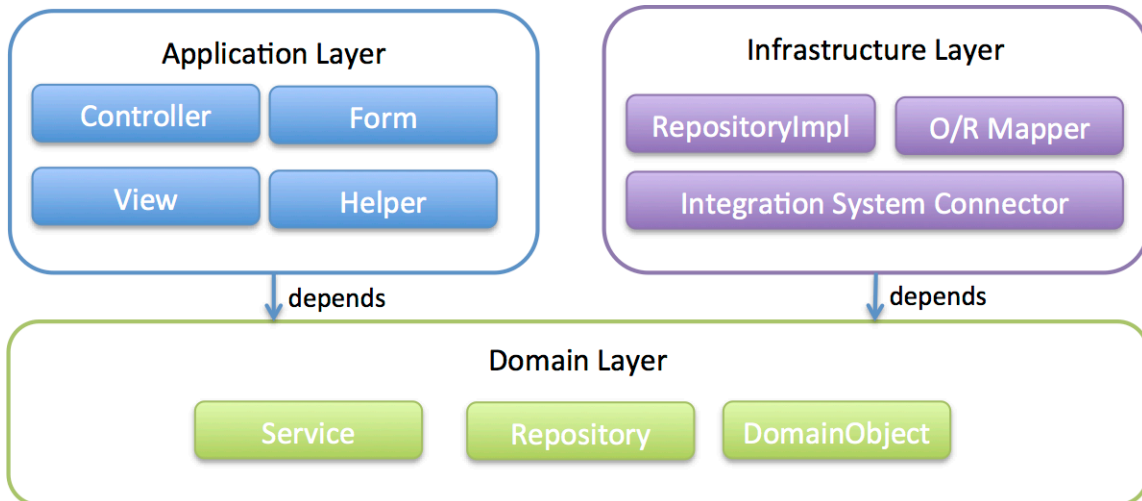 Application Layer
Controller
Form
View
Helper
Infrastructure Layer
RepositoryImpl
O/R Mapper
Integration System Connector
depends
depends
Domain Layer
Service
Repository
DomainObject